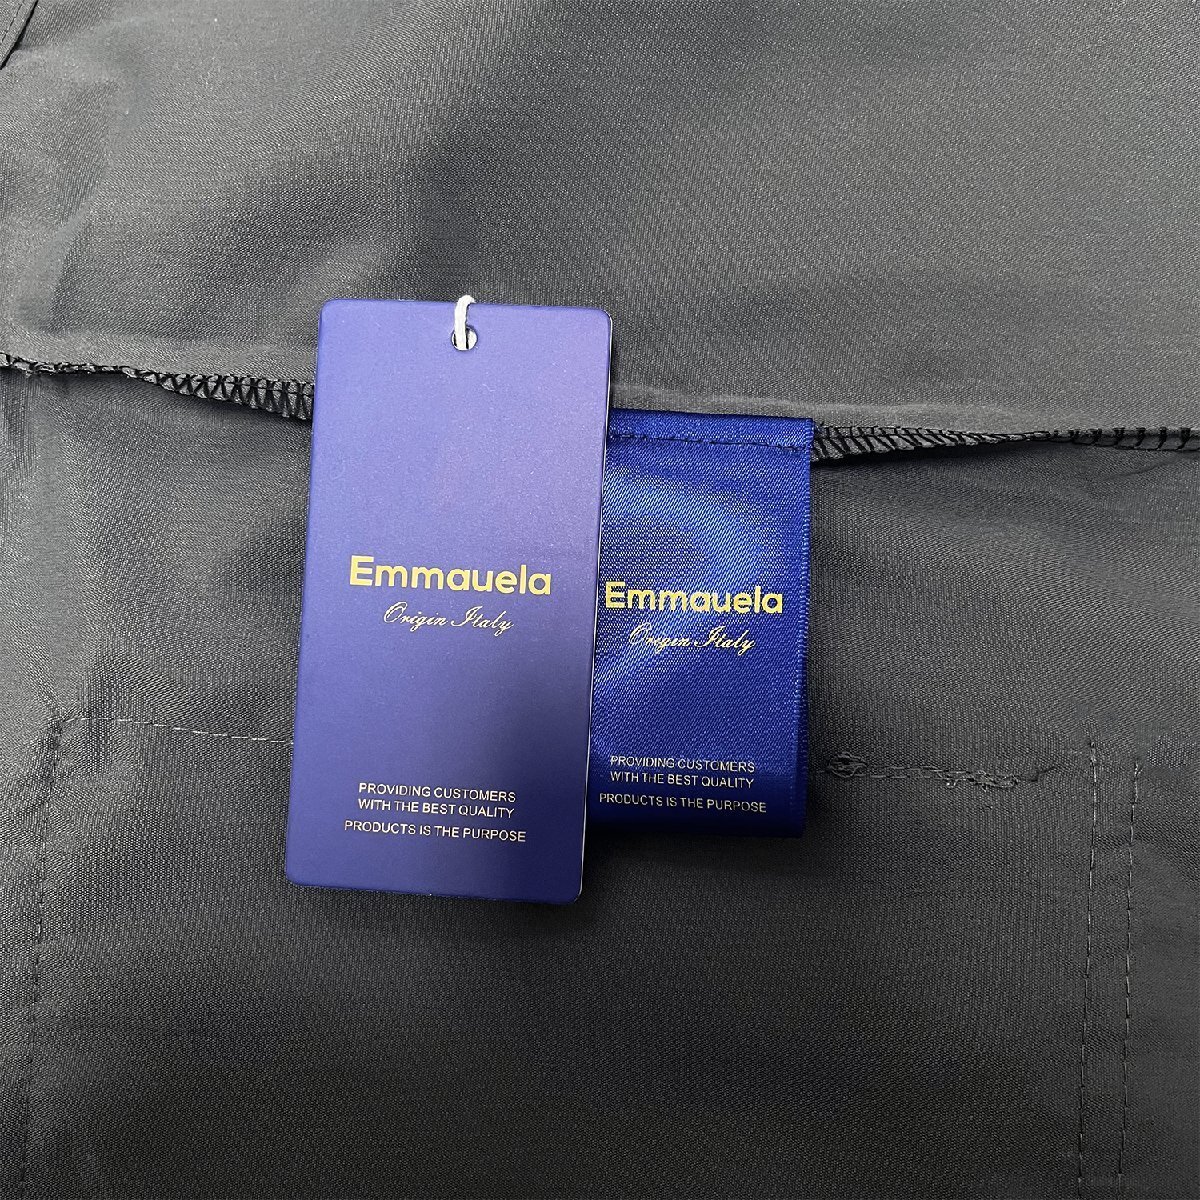 Emmauela
Origin Italy
PROVIDING CUSTOMERS
WITH THE BEST QUALITY
PRODUCTS IS THE PURPOSE
Emmauela
Origin Italy
PROVIDING CUSTOMERS
WITH THE BEST QUALITY
PRODUCTS IS THE PURPOSE